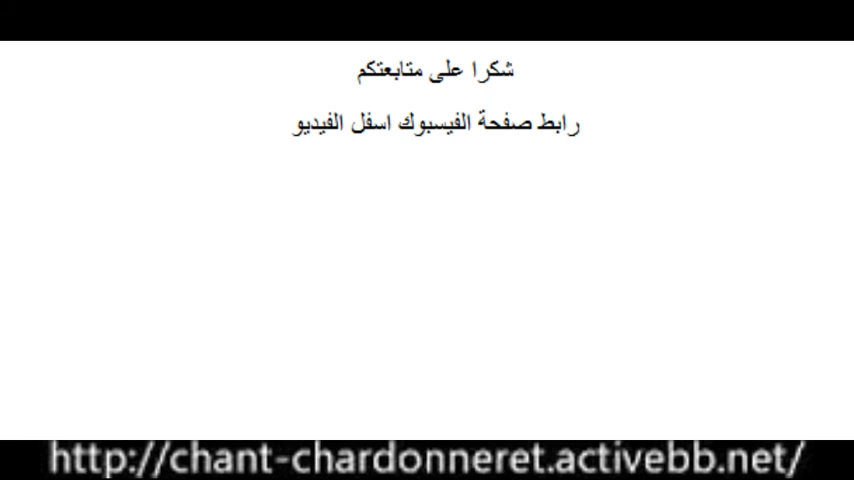 شكرا على متابعتكم
رابط صفحة الفيسبوك اسفل الفيديو
http://chant-chardonneret.activebb.net/